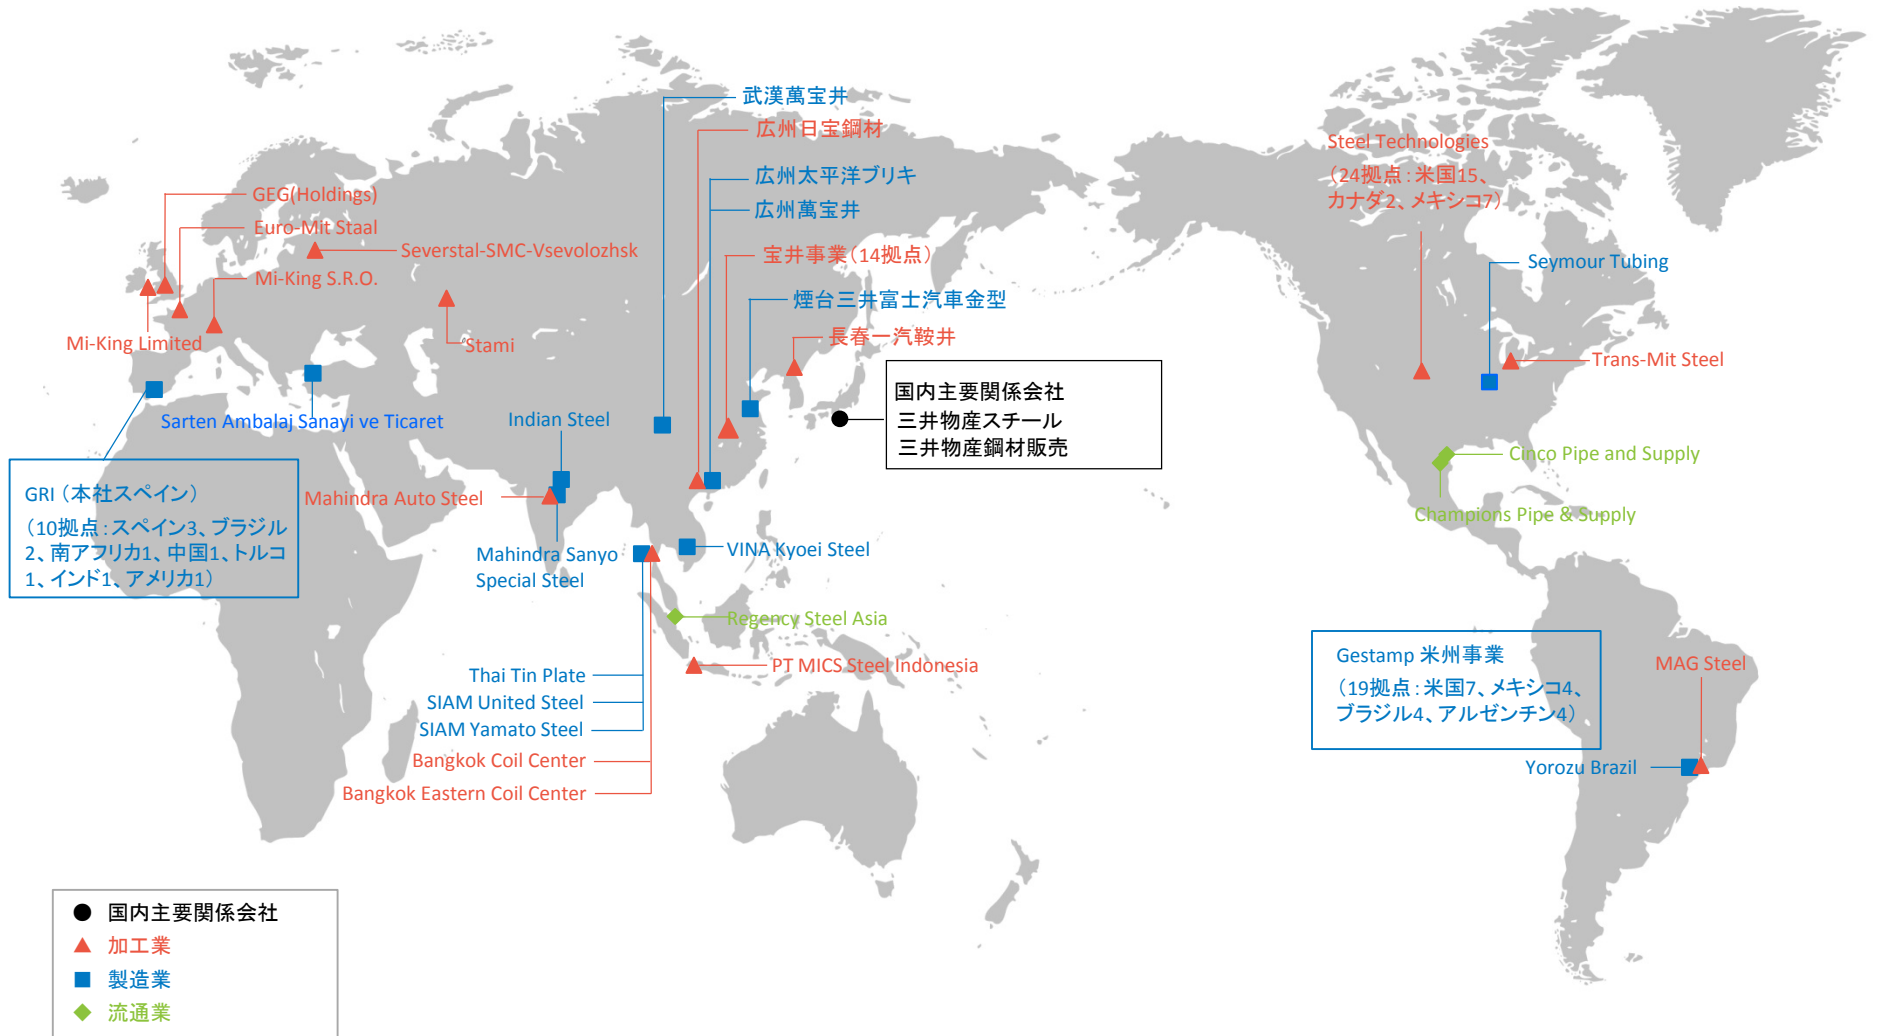 武漢萬宝井
広州日宝鋼材
広州太平洋ブリキ
広州萬宝井
宝井事業(14拠点)
煙台三井富士汽車金型
長春一汽鞍井
GEG(Holdings)
Euro-Mit Staal
Severstal-SMC-Vsevolozhsk
Mi-King S.R.O.
Mi-King Limited
Stami
Sarten Ambalaj Sanayi ve Ticaret
Indian Steel
国内主要関係会社
三井物産スチール
三井物産鋼材販売
GRI (本社スペイン)
(10拠点:スペイン3、ブラジル
2、南アフリカ1、中国1、トルコ
1、インド1、アメリカ1)
Mahindra Auto Steel
Mahindra Sanyo
Special Steel
VINA Kyoei Steel
Regency Steel Asia
PT MICS Steel Indonesia
Thai Tin Plate
SIAM United Steel
SIAM Yamato Steel
Bangkok Coil Center
Bangkok Eastern Coil Center
Steel Technologies
(24拠点:米国15、
カナダ2、メキシコ7)
Seymour Tubing
Trans-Mit Steel
Cinco Pipe and Supply
Champions Pipe & Supply
Gestamp 米州事業
(19拠点:米国7、メキシコ4、
ブラジル4、アルゼンチン4)
MAG Steel
Yorozu Brazil
国内主要関係会社
加工業
製造業
流通業